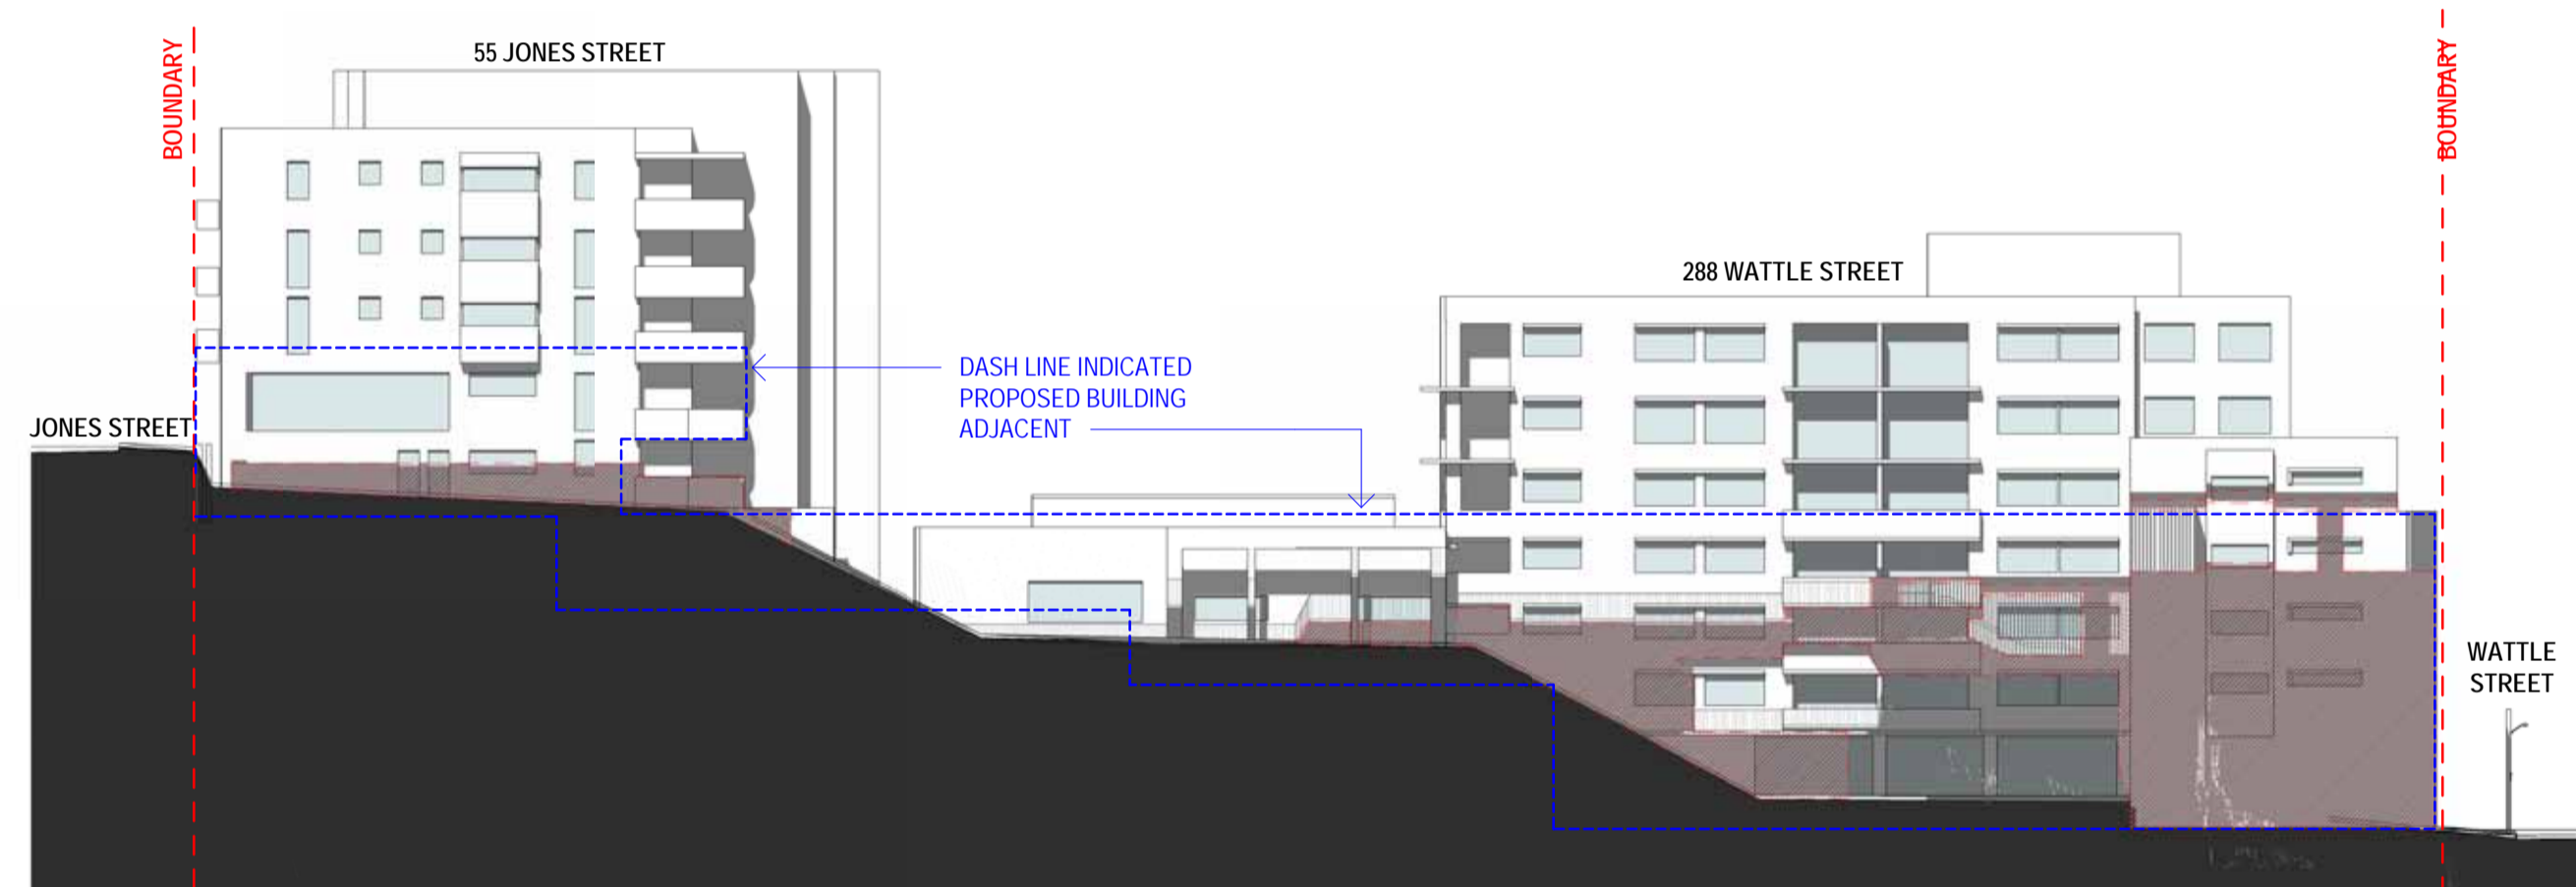 55 JONES STREET
BOUNDARY
BOUNDARY
288 WATTLE STREET
DASH LINE INDICATED
PROPOSED BUILDING
ADJACENT
JONES STREET
WATTLE
STREET